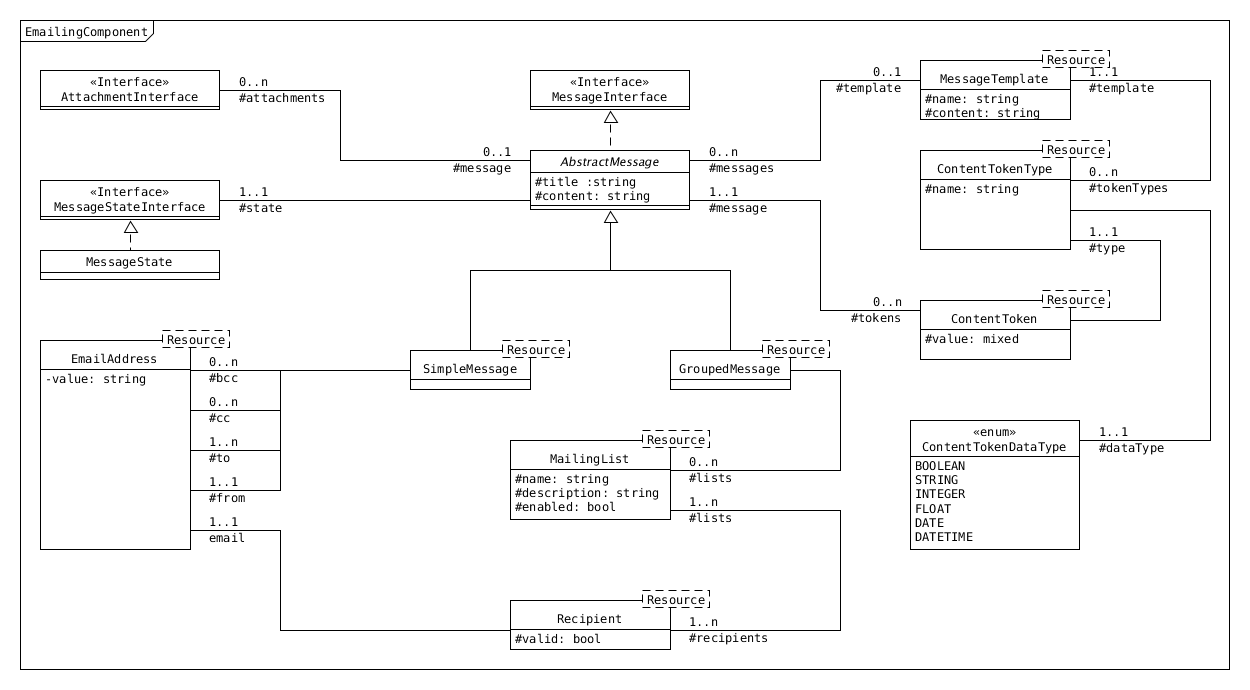 EmailingComponent
«Interface»
AttachmentInterface
0..n
#attachments
«Interface»
MessageInterface
0..1
#template
Resource
MessageTemplate
#name: string
#content: string
1..1
#template
0..1
#message
AbstractMessage
#title :string
#content: string
0..n
#messages
1..1
#message
Resource
ContentTokenType
#name: string
0..n
#tokenTypes
1..1
#type
«Interface»
MessageStateInterface
1..1
#state
MessageState
0..n
#tokens
Resource
ContentToken
#value: mixed
Resource
EmailAddress
-value: string
0..n
#bcc
0..n
#cc
1..n
#to
1..1
#from
1..1
email
Resource
SimpleMessage
Resource
GroupedMessage
Resource
MailingList
#name: string
#description: string
#enabled: bool
0..n
#lists
1..n
#lists
«enum»
ContentTokenDataType
BOOLEAN
STRING
INTEGER
FLOAT
DATE
DATETIME
1..1
#dataType
Resource
Recipient
#valid: bool
1..n
#recipients